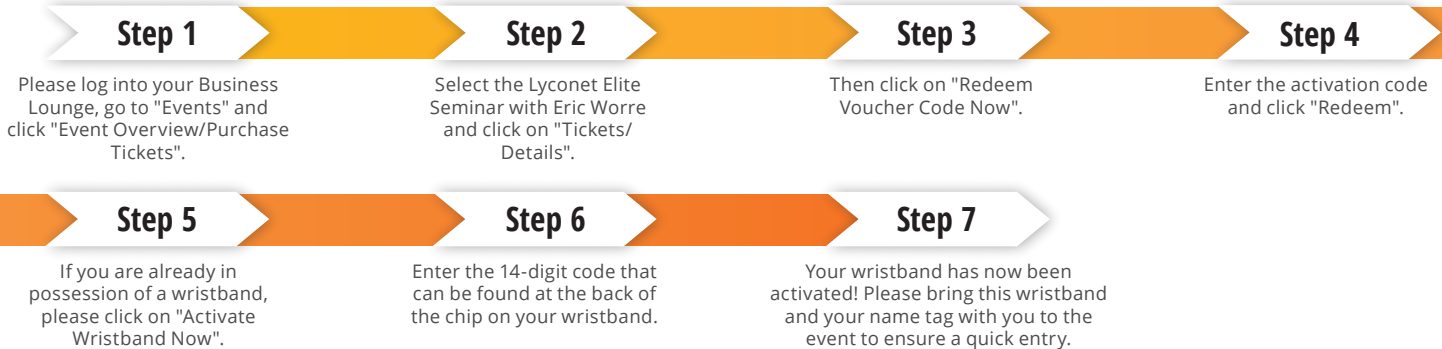 Step 1
Please log into your Business
Lounge, go to "Events" and
click "Event Overview/Purchase
Tickets".
Step 2
Select the Lyconet Elite
Seminar with Eric Worre
and click on "Tickets/
Details".
Step 3
Then click on "Redeem
Voucher Code Now".
Step 4
Enter the activation code
and click "Redeem".
Step 5
If you are already in
possession of a wristband,
please click on "Activate
Wristband Now".
Step 6
Enter the 14-digit code that
can be found at the back of
the chip on your wristband.
Step 7
Your wristband has now been
activated! Please bring this wristband
and your name tag with you to the
event to ensure a quick entry.